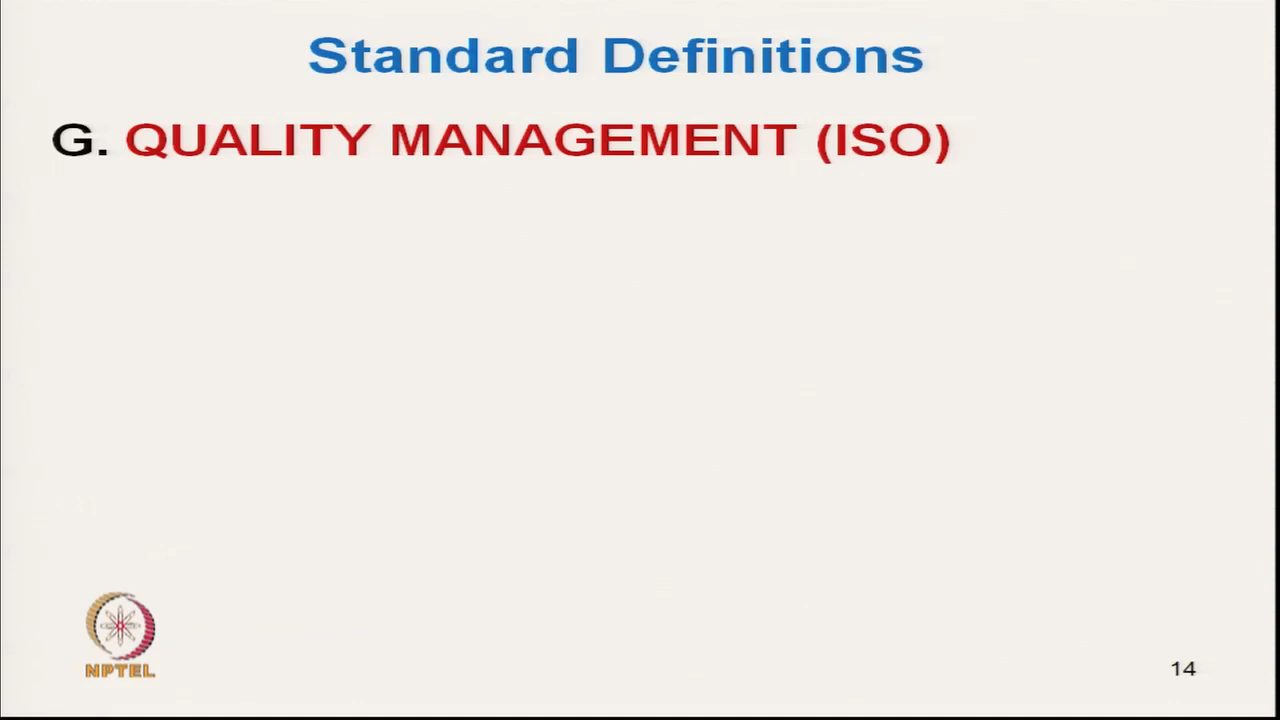 Standard Definitions
G. QUALITY MANAGEMENT (ISO)
NPTEL
14